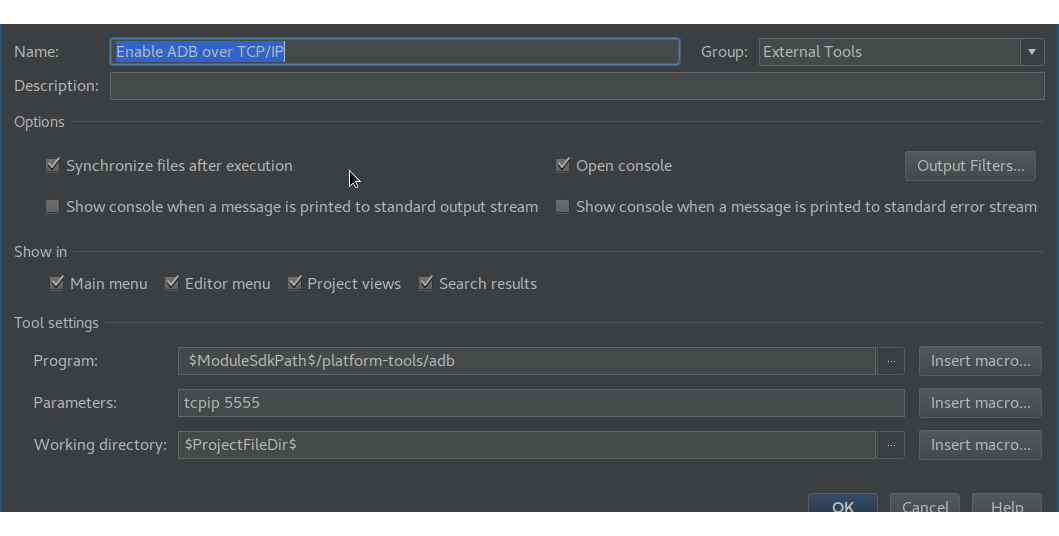 Name: Enable ADB over TCP/IP Group: External Tools
Description:
Options
Synchronize files after execution Open console Output Filters...
Show console when a message is printed to standard output stream Show console when a message is printed to standard error stream
Show in
Main menu Editor menu Project views Search results
Tool settings
Program: $ModuleSdkPath$/platform-tools/adb ... Insert macro...
Parameters: tcpip 5555 Insert macro...
Working directory: $ProjectFileDir$ ... Insert macro...
OK Cancel Help